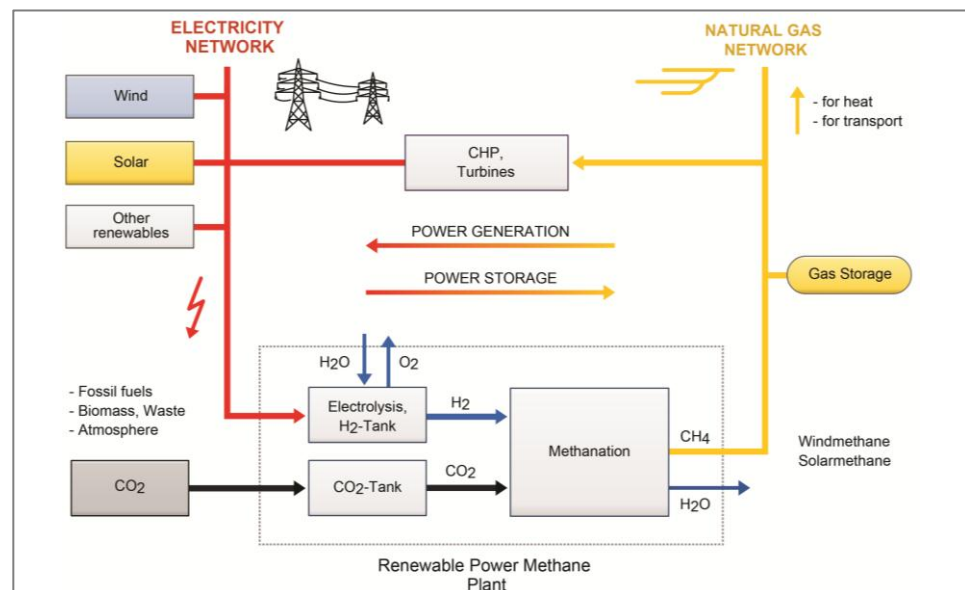 ELECTRICITY
NETWORK
NATURAL GAS
NETWORK
Wind
- for heat
- for transport
Solar
CHP,
Turbines
Other
renewables
POWER GENERATION
POWER STORAGE
Gas Storage
H2O
O2
- Fossil fuels
- Biomass, Waste
- Atmosphere
Electrolysis,
H2-Tank
H2
Methanation
CH4
Windmethane
Solarmethane
CO2
CO2-Tank
CO2
H2O
Renewable Power Methane
Plant